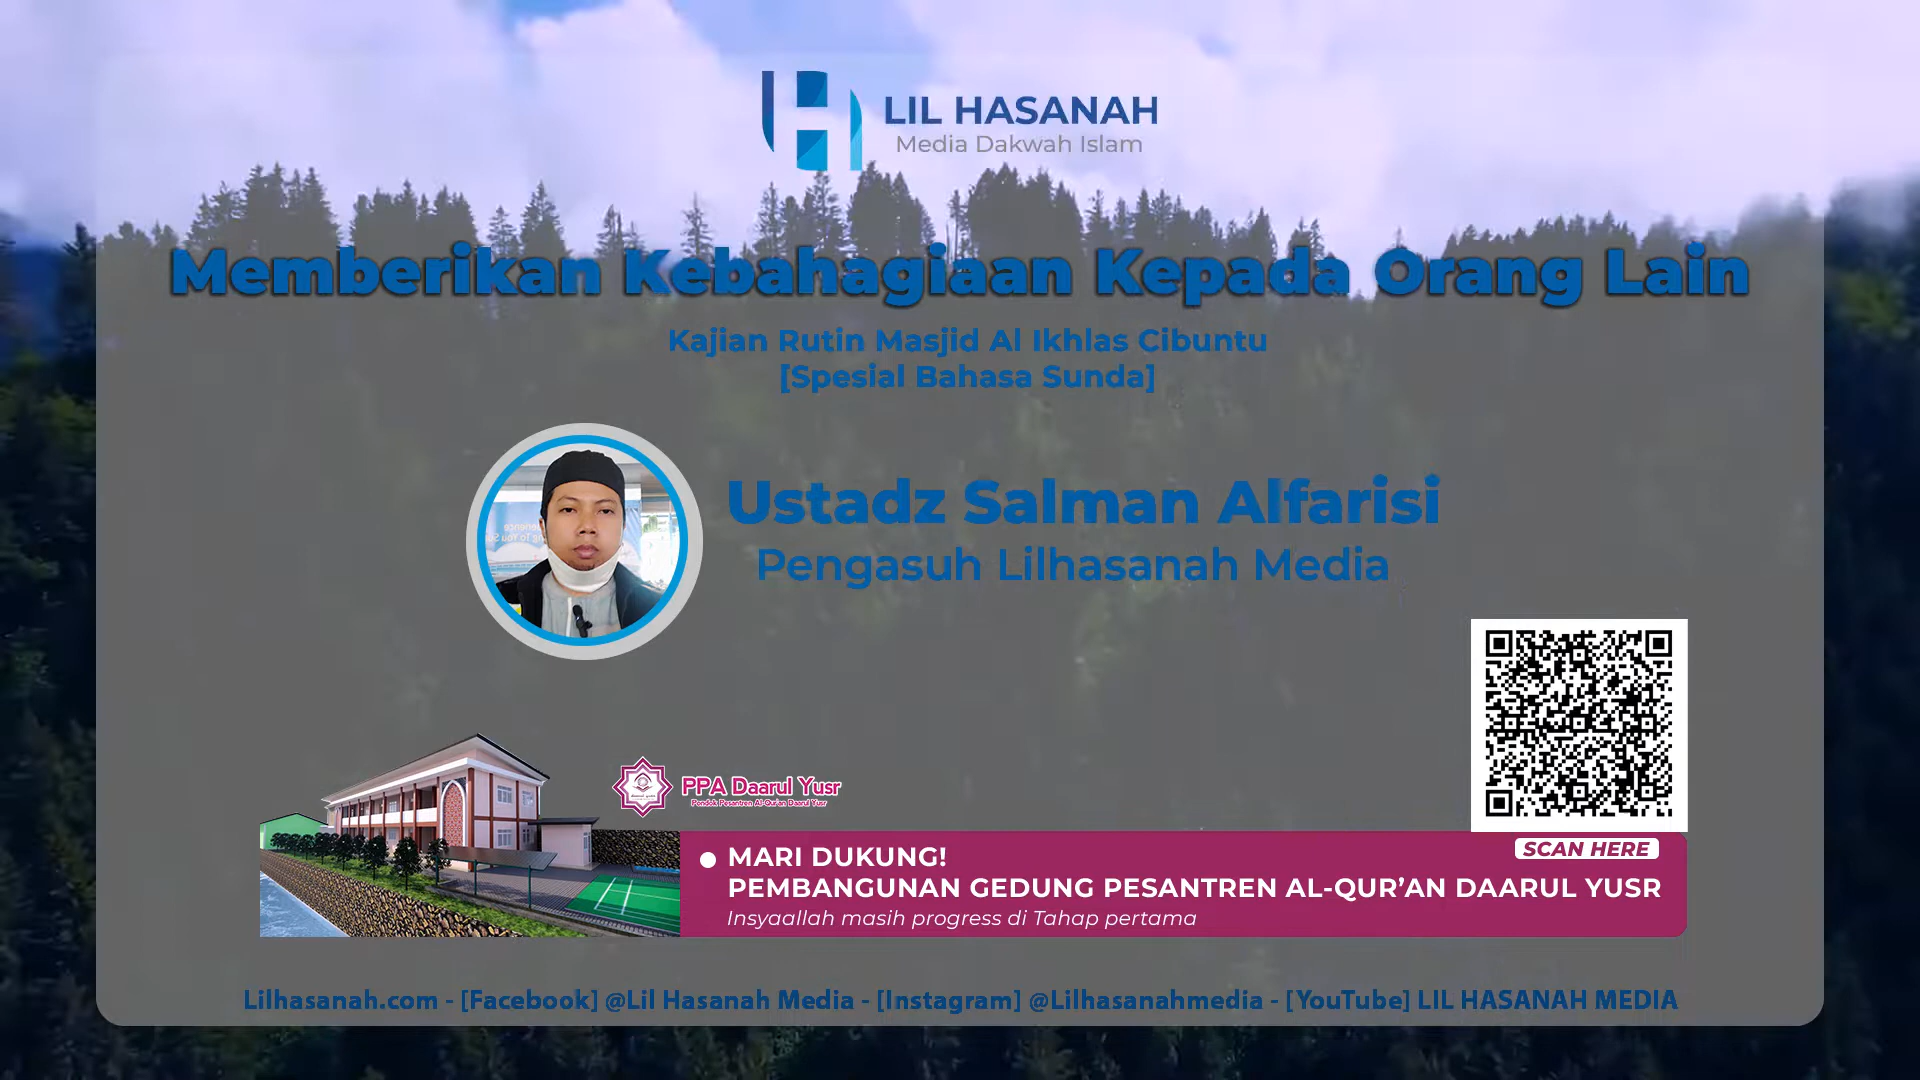 LIL HASANAH
Media Dakwah Islam
Memberikan Kebahagiaan Kepada Orang Lain
Kajian Rutin Masjid Al Ikhlas Cibuntu
[Spesial Bahasa Sunda]
Ustadz Salman Alfarisi
Pengasuh Lilhasanah Media
PPA Daarul Yusr
Pondok Pesantren Al-Qur'an Daarul Yusr
SCAN HERE
MARI DUKUNG!
PEMBANGUNAN GEDUNG PESANTREN AL-QUR’AN DAARUL YUSR
Insyaallah masih progress di Tahap pertama
Lilhasanah.com - [Facebook] @Lil Hasanah Media - [Instagram] @Lilhasanahmedia - [YouTube] LIL HASANAH MEDIA